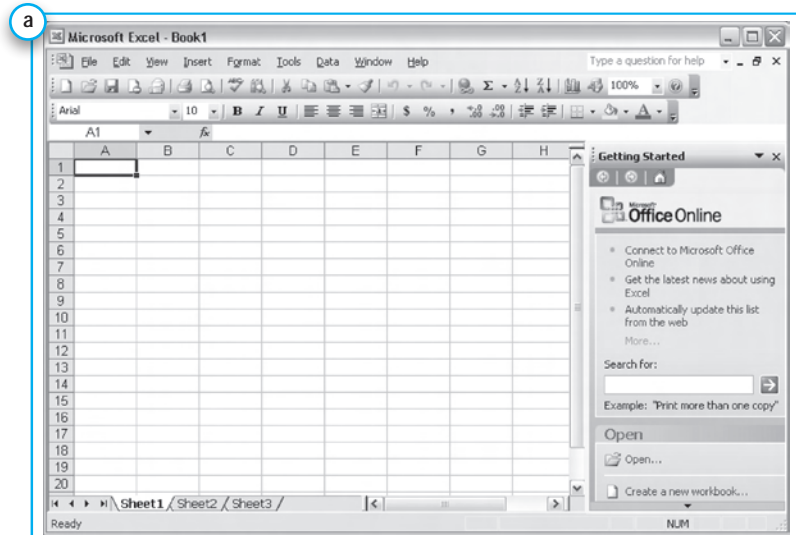 a
Microsoft Excel - Book1
File Edit View Insert Format Tools Data Window Help Type a question for help
100%
Arial 10 B I U $ % ,
A1 fx
A B C D E F G H
1
2
3
4
5
6
7
8
9
10
11
12
13
14
15
16
17
18
19
20
Getting Started
Microsoft
Office Online
Connect to Microsoft Office
Online
Get the latest news about using
Excel
Automatically update this list
from the web
More...
Search for:
Example: "Print more than one copy"
Open
Open...
Create a new workbook...
Sheet1 Sheet2 Sheet3
Ready NUM